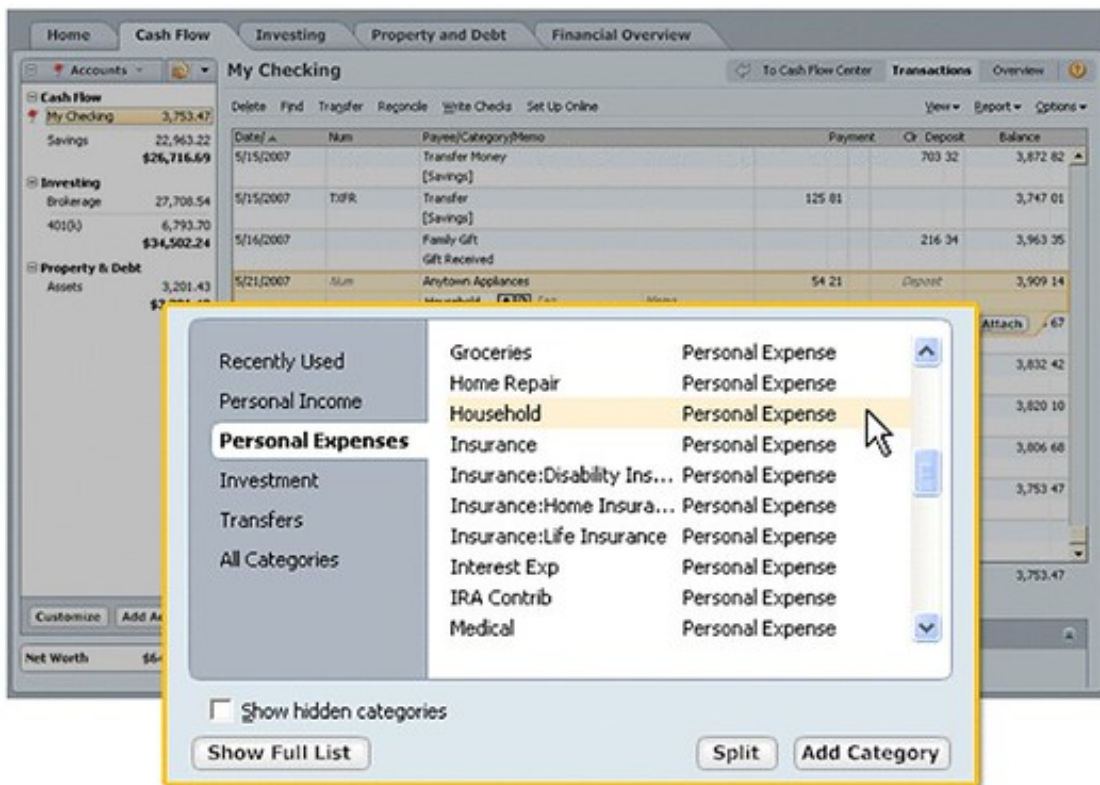 Home Cash Flow Investing Property and Debt Financial Overview
Accounts
My Checking
To Cash Flow Center Transactions Overview
Cash Flow
My Checking 3,753.47
Savings 22,963.22
$26,716.69
Investing
Brokerage 27,708.54
401(k) 6,793.70
$34,502.24
Property & Debt
Assets 3,201.43
Delete Find Transfer Reconcile Write Checks Set Up Online View Report Options
Date/ Num Payee/Category/Memo Payment Clr Deposit Balance
5/15/2007 Transfer Money 703 32 3,872 82
[Savings]
5/15/2007 TXFR Transfer 125 81 3,747 01
[Savings]
5/16/2007 Family Gift 216 34 3,963 35
Gift Received
5/21/2007 Num Anytown Appliances 54 21 Deposit 3,909 14
Household
Attach 67
3,832 42
3,820 10
3,806 68
3,753 47
3,753.47
Customize
Net Worth
Recently Used
Personal Income
Personal Expenses
Investment
Transfers
All Categories
Groceries Personal Expense
Home Repair Personal Expense
Household Personal Expense
Insurance Personal Expense
Insurance:Disability Ins... Personal Expense
Insurance:Home Insura... Personal Expense
Insurance:Life Insurance Personal Expense
Interest Exp Personal Expense
IRA Contrib Personal Expense
Medical Personal Expense
Show hidden categories
Show Full List Split Add Category